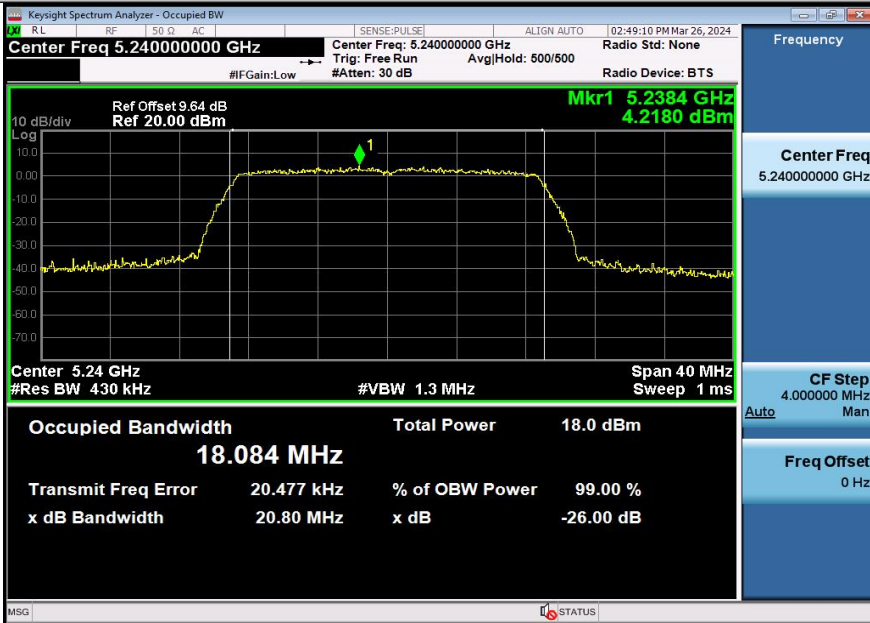 Keysight Spectrum Analyzer - Occupied BW
LXI RL RF 50 Ω AC SENSE:PULSE ALIGN AUTO 02:49:10 PM Mar 26, 2024
Center Freq 5.240000000 GHz
Center Freq: 5.240000000 GHz
Radio Std: None
Trig: Free Run
Avg|Hold: 500/500
#IFGain:Low
#Atten: 30 dB
Radio Device: BTS
Frequency
Mkr1 5.2384 GHz
4.2180 dBm
Ref Offset 9.64 dB
10 dB/div Ref 20.00 dBm
Log
1
10.0
0.00
-10.0
-20.0
-30.0
-40.0
-50.0
-60.0
-70.0
Center 5.24 GHz
Span 40 MHz
#Res BW 430 kHz
#VBW 1.3 MHz
Sweep 1 ms
Occupied Bandwidth
18.084 MHz
Total Power 18.0 dBm
Transmit Freq Error 20.477 kHz
% of OBW Power 99.00 %
x dB Bandwidth 20.80 MHz
x dB -26.00 dB
Center Freq
5.240000000 GHz
CF Step
4.000000 MHz
Auto Man
Freq Offset
0 Hz
MSG
STATUS